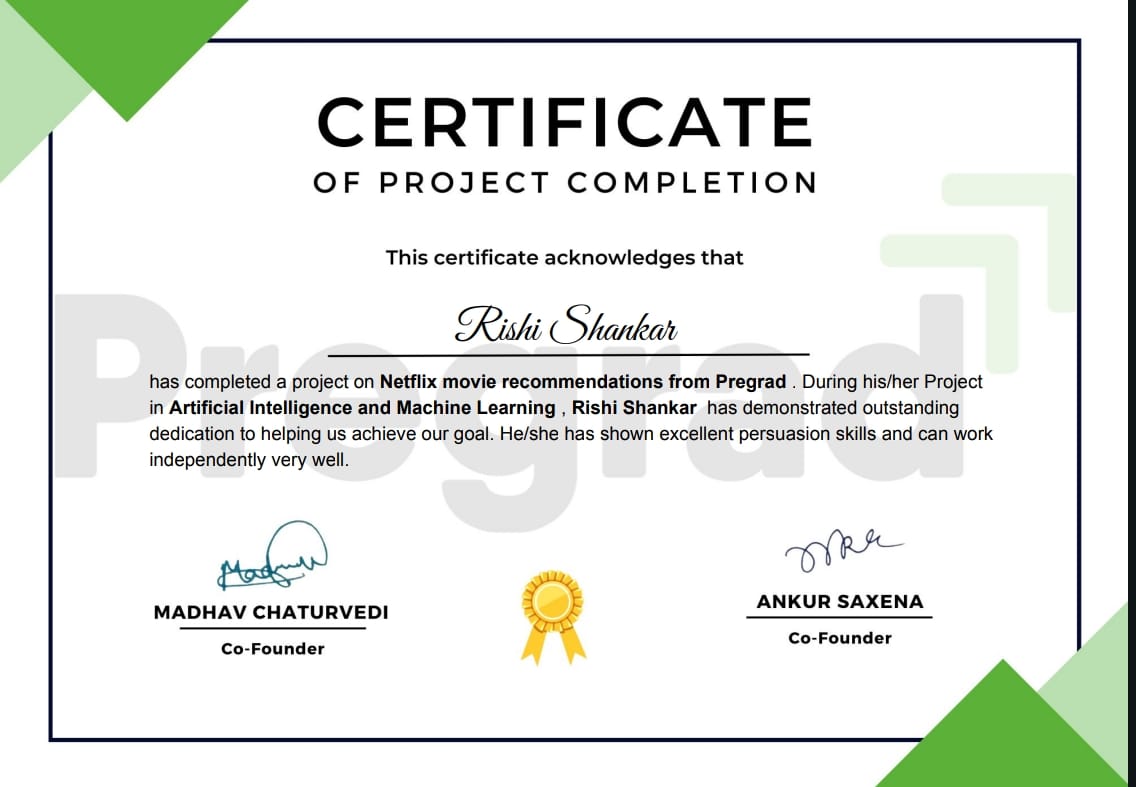 CERTIFICATE
OF PROJECT COMPLETION
This certificate acknowledges that
Rishi Shankar
Pregrad
has completed a project on Netflix movie recommendations from Pregrad . During his/her Project
in Artificial Intelligence and Machine Learning , Rishi Shankar has demonstrated outstanding
dedication to helping us achieve our goal. He/she has shown excellent persuasion skills and can work
independently very well.
MADHAV CHATURVEDI
Co-Founder
ANKUR SAXENA
Co-Founder